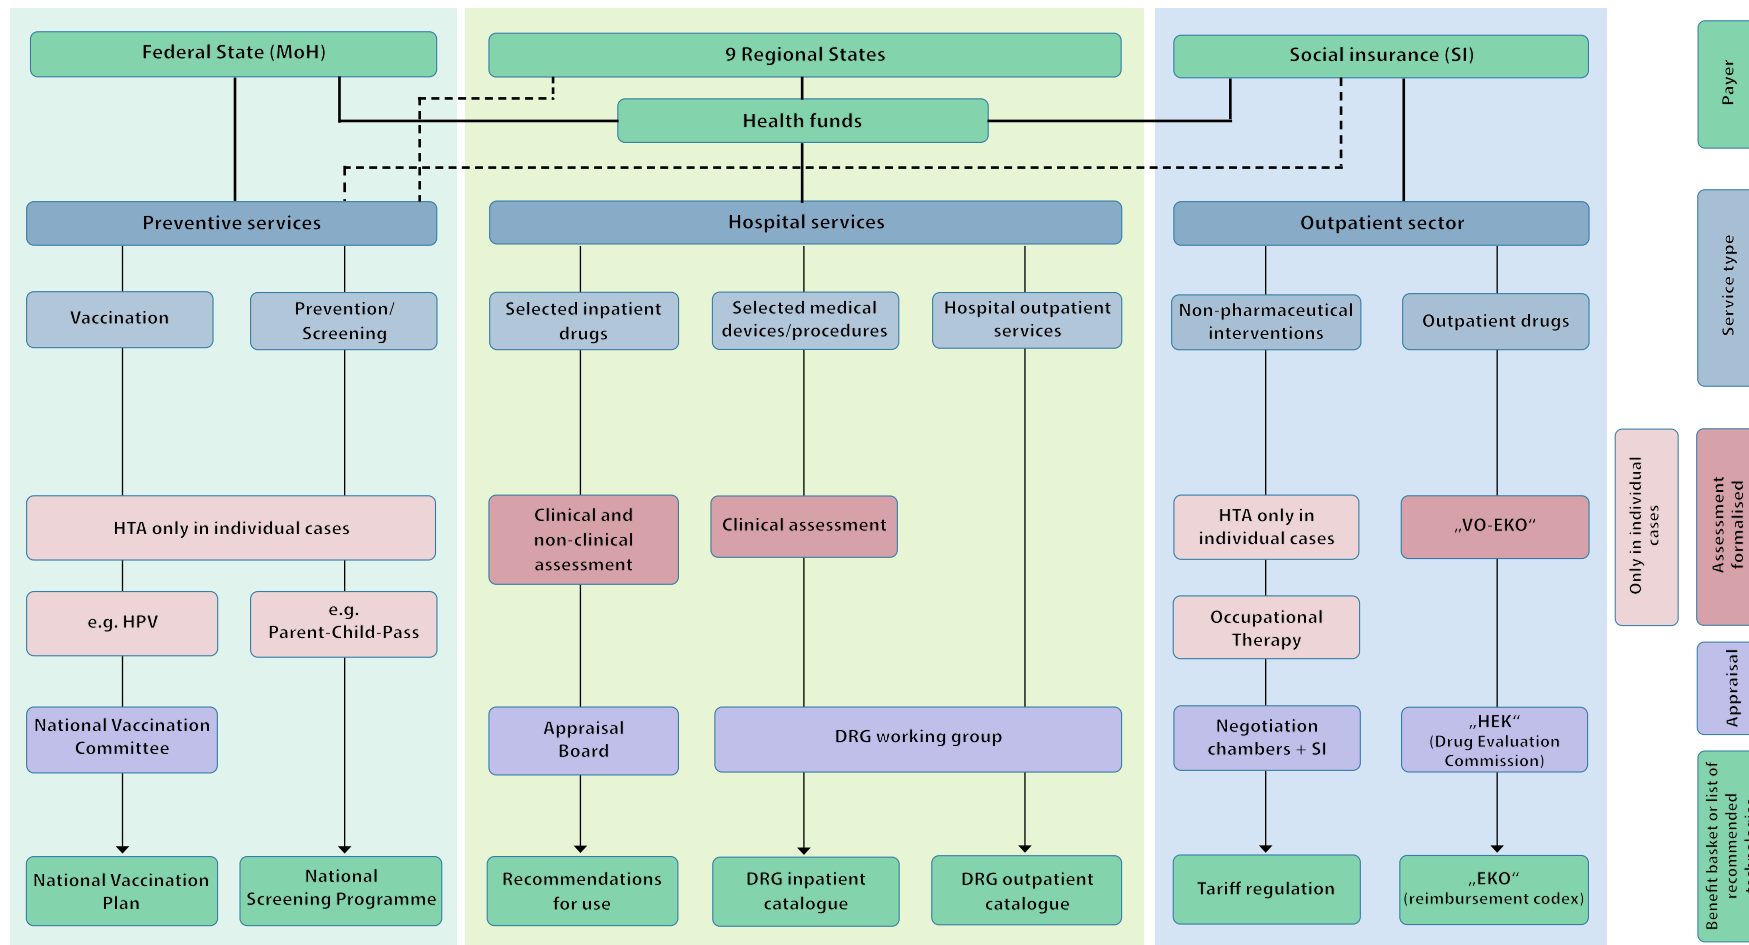 Federal State (MoH)
9 Regional States
Social insurance (SI)
Health funds
Preventive services
Hospital services
Outpatient sector
Vaccination
Prevention/
Screening
Selected inpatient
drugs
Selected medical
devices/procedures
Hospital outpatient
services
Non-pharmaceutical
interventions
Outpatient drugs
HTA only in individual cases
Clinical and
non-clinical
assessment
Clinical assessment
HTA only in
individual cases
„VO-EKO“
e.g. HPV
e.g.
Parent-Child-Pass
Occupational
Therapy
National Vaccination
Committee
Appraisal
Board
DRG working group
Negotiation
chambers + SI
„HEK“
(Drug Evaluation
Commission)
National Vaccination
Plan
National
Screening Programme
Recommendations
for use
DRG inpatient
catalogue
DRG outpatient
catalogue
Tariff regulation
„EKO“
(reimbursement codex)
Payer
Service type
Only in individual
cases
Assessment
formalised
Appraisal
Benefit basket or list of
recommended